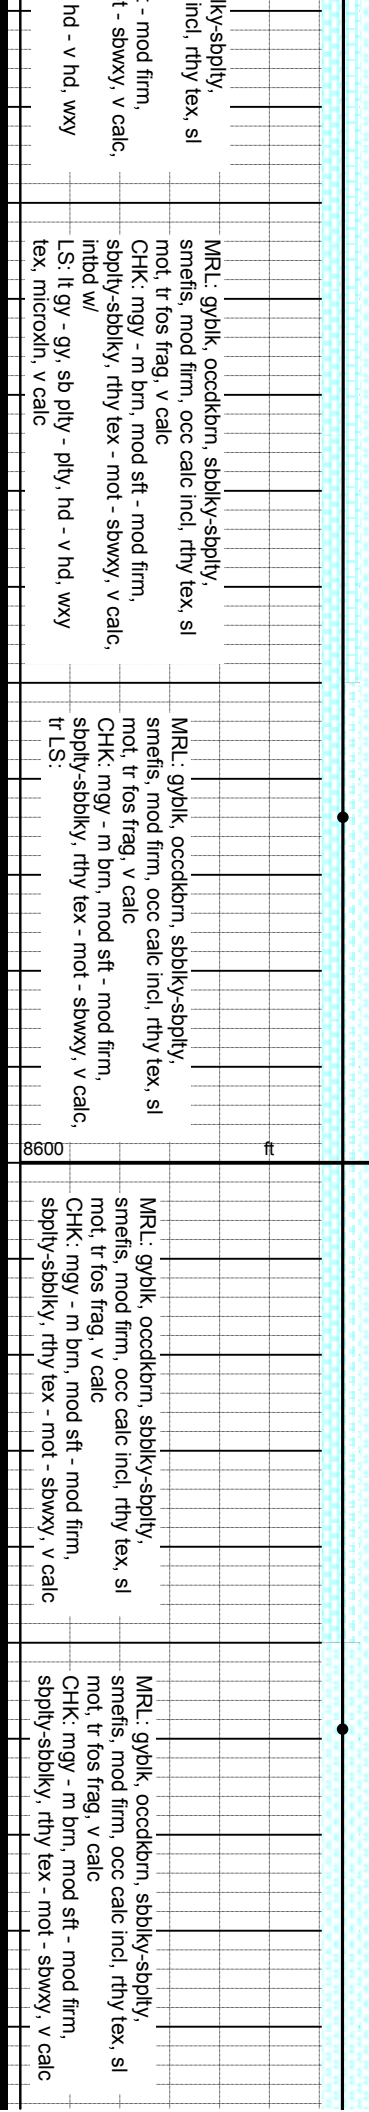 lky-sbplty,
incl, rthy tex, sl
- mod firm,
t - sbwxy, v calc,
hd - v hd, wxy
MRL: gyblk, occdkbrn, sbblky-sbplty,
smefis, mod firm, occ calc incl, rthy tex, sl
mot, tr fos frag, v calc
CHK: mgy - m brn, mod sft - mod firm,
sbplty-sbblky, rthy tex - mot - sbwxy, v calc,
intbd w/
LS: lt gy - gy, sb plty - plty, hd - v hd, wxy
tex, microxln, v calc
MRL: gyblk, occdkbrn, sbblky-sbplty,
smefis, mod firm, occ calc incl, rthy tex, sl
mot, tr fos frag, v calc
CHK: mgy - m brn, mod sft - mod firm,
sbplty-sbblky, rthy tex - mot - sbwxy, v calc,
tr LS:
8600 ft
MRL: gyblk, occdkbrn, sbblky-sbplty,
smefis, mod firm, occ calc incl, rthy tex, sl
mot, tr fos frag, v calc
CHK: mgy - m brn, mod sft - mod firm,
sbplty-sbblky, rthy tex - mot - sbwxy, v calc
MRL: gyblk, occdkbrn, sbblky-sbplty,
smefis, mod firm, occ calc incl, rthy tex, sl
mot, tr fos frag, v calc
CHK: mgy - m brn, mod sft - mod firm,
sbplty-sbblky, rthy tex - mot - sbwxy, v calc